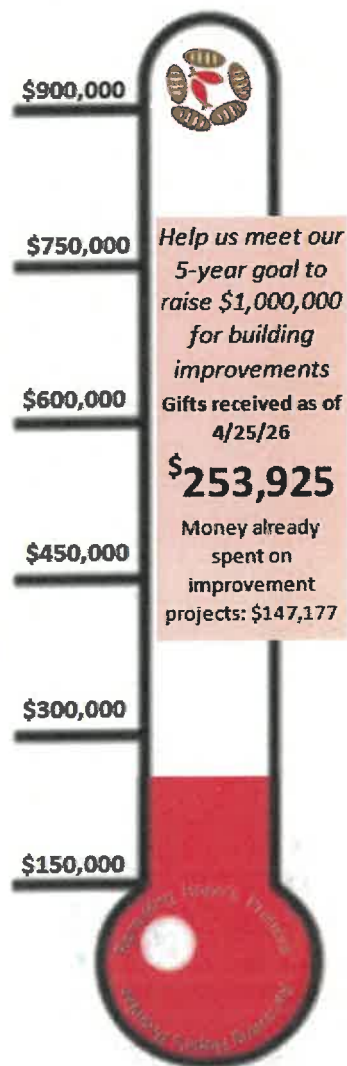 $900,000
$750,000
$600,000
$450,000
$300,000
$150,000
Help us meet our
5-year goal to
raise $1,000,000
for building
improvements
Gifts received as of
4/25/26
$253,925
Money already
spent on
improvement
projects: $147,177